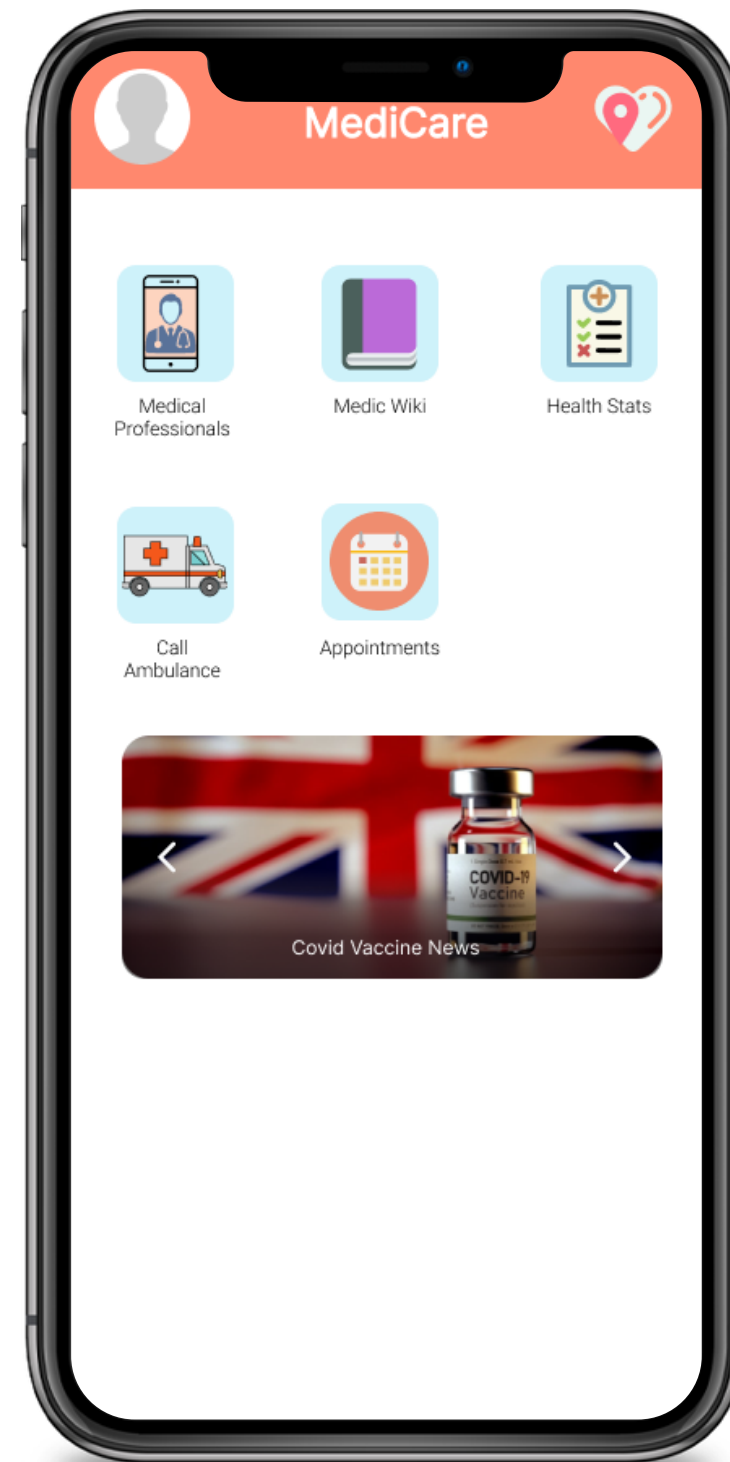 MediCare
Medical
Professionals
Medic Wiki
Health Stats
Call
Ambulance
Appointments
COVID-19
Vaccine
Covid Vaccine News